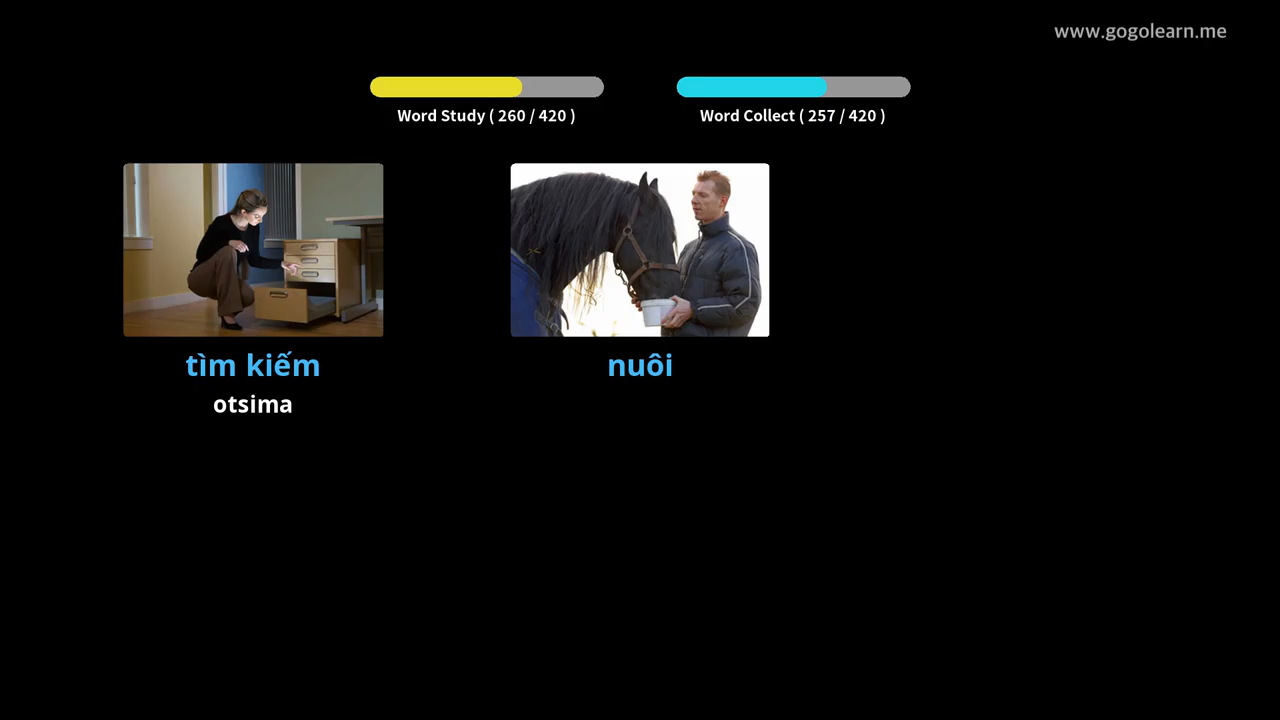 www.gogolearn.me
Word Study ( 260 / 420 )
Word Collect ( 257 / 420 )
tìm kiếm
nuôi
otsima